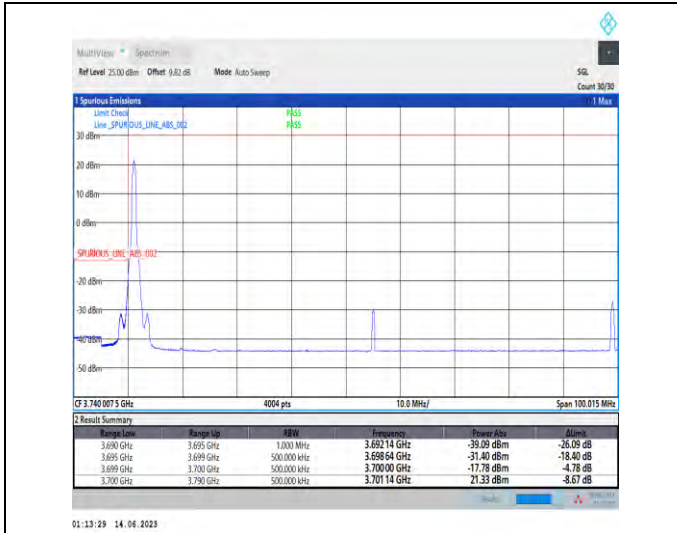 MultiView Spectrum
Ref Level 25.00 dBm Offset 9.82 dB Mode Auto Sweep SGL
Count 30/30
1 Spurious Emissions 1 Max
Limit Check PASS
Line _SPURIOUS_LINE_ABS_002 PASS
30 dBm
20 dBm
10 dBm
0 dBm
_SPURIOUS_LINE_ABS_002
-20 dBm
-30 dBm
-40 dBm
-50 dBm
CF 3.740 007 5 GHz 4004 pts 10.0 MHz/ Span 100.015 MHz
2 Result Summary
Range Low Range Up RBW Frequency Power Abs ΔLimit
3.690 GHz 3.695 GHz 1.000 MHz 3.692 14 GHz -39.09 dBm -26.09 dB
3.695 GHz 3.699 GHz 500.000 kHz 3.698 64 GHz -31.40 dBm -18.40 dB
3.699 GHz 3.700 GHz 500.000 kHz 3.700 00 GHz -17.78 dBm -4.78 dB
3.700 GHz 3.790 GHz 500.000 kHz 3.701 14 GHz 21.33 dBm -8.67 dB
01:13:29 14.06.2023